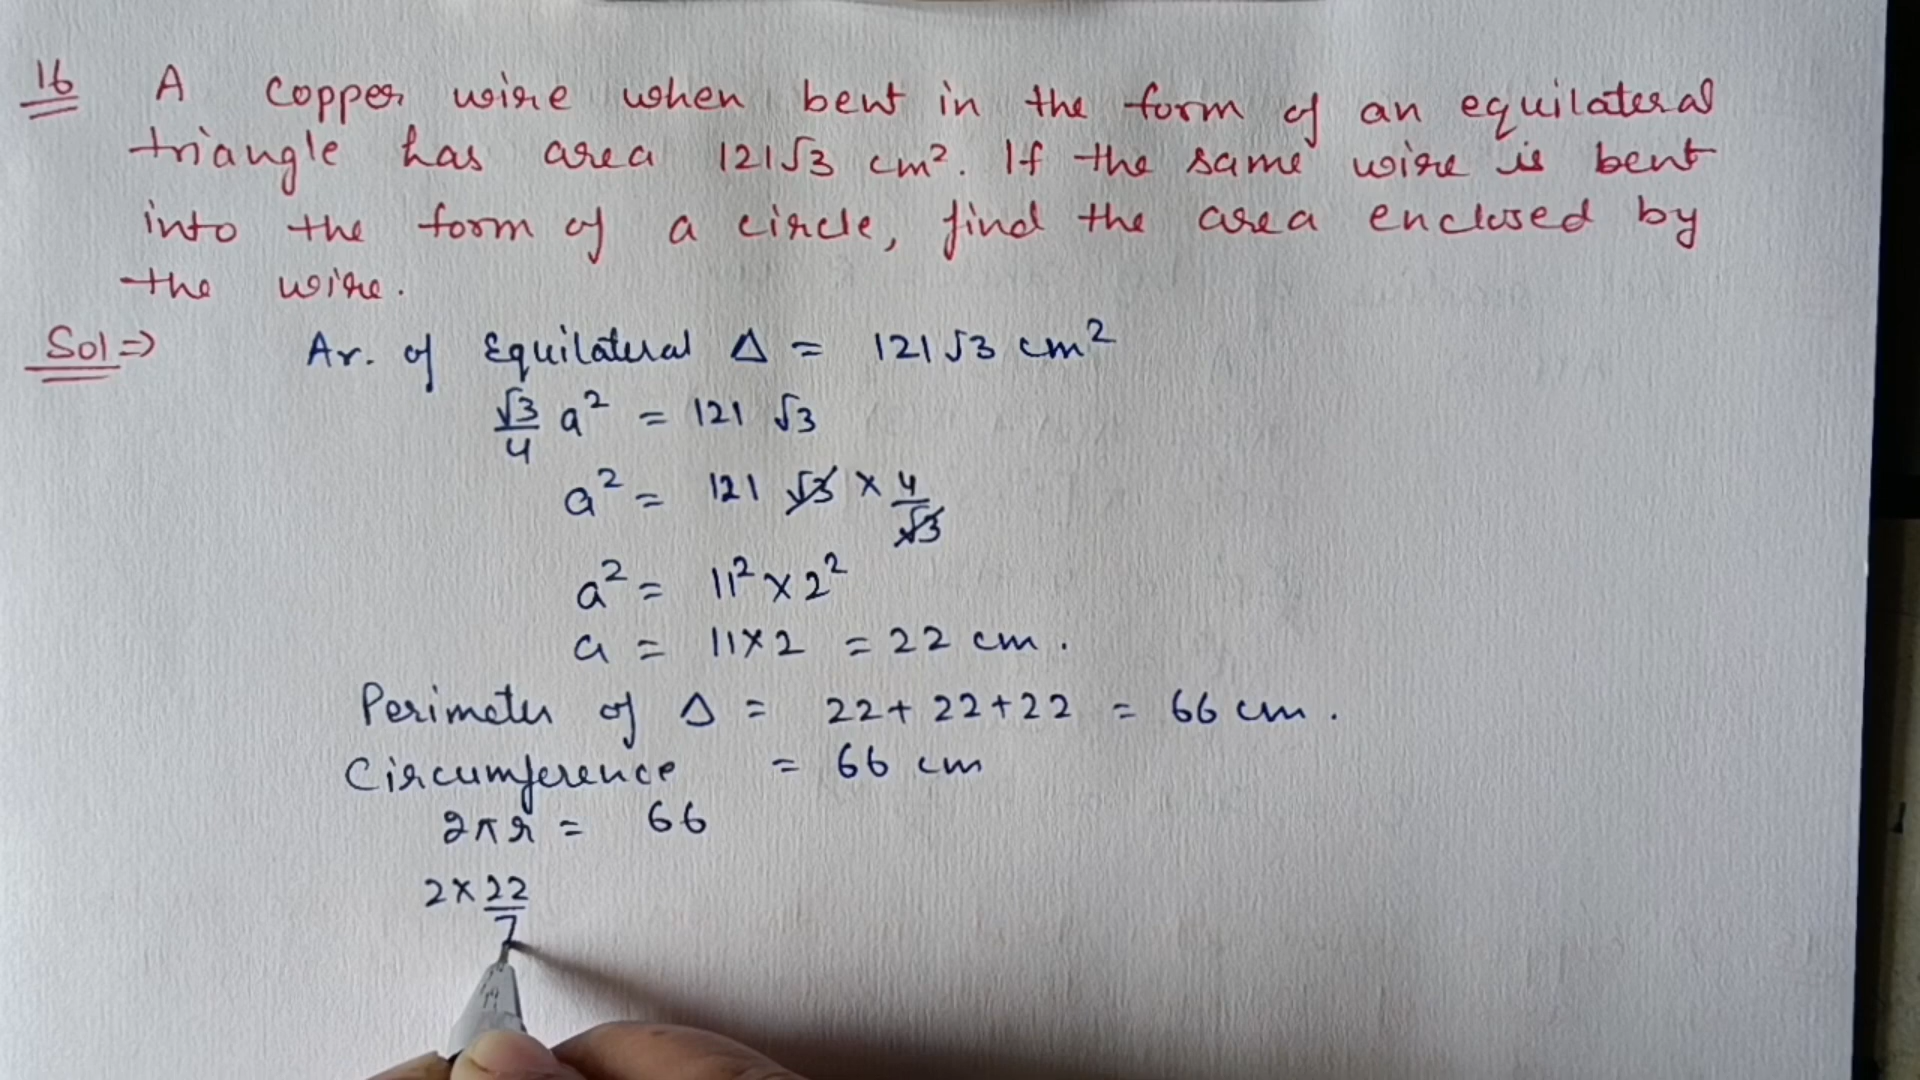 16 A copper wire when bent in the form of an equilateral
triangle has area 121√3 cm². If the same wire is bent
into the form of a circle, find the area enclosed by
the wire.
Sol ⇒ Ar. of Equilateral Δ = 121√3 cm²
√3/4 a² = 121 √3
a² = 121 √3 × 4/√3
a² = 11² × 2²
a = 11×2 = 22 cm.
Perimeter of Δ = 22+22+22 = 66 cm.
Circumference = 66 cm
2πr = 66
2×22/7